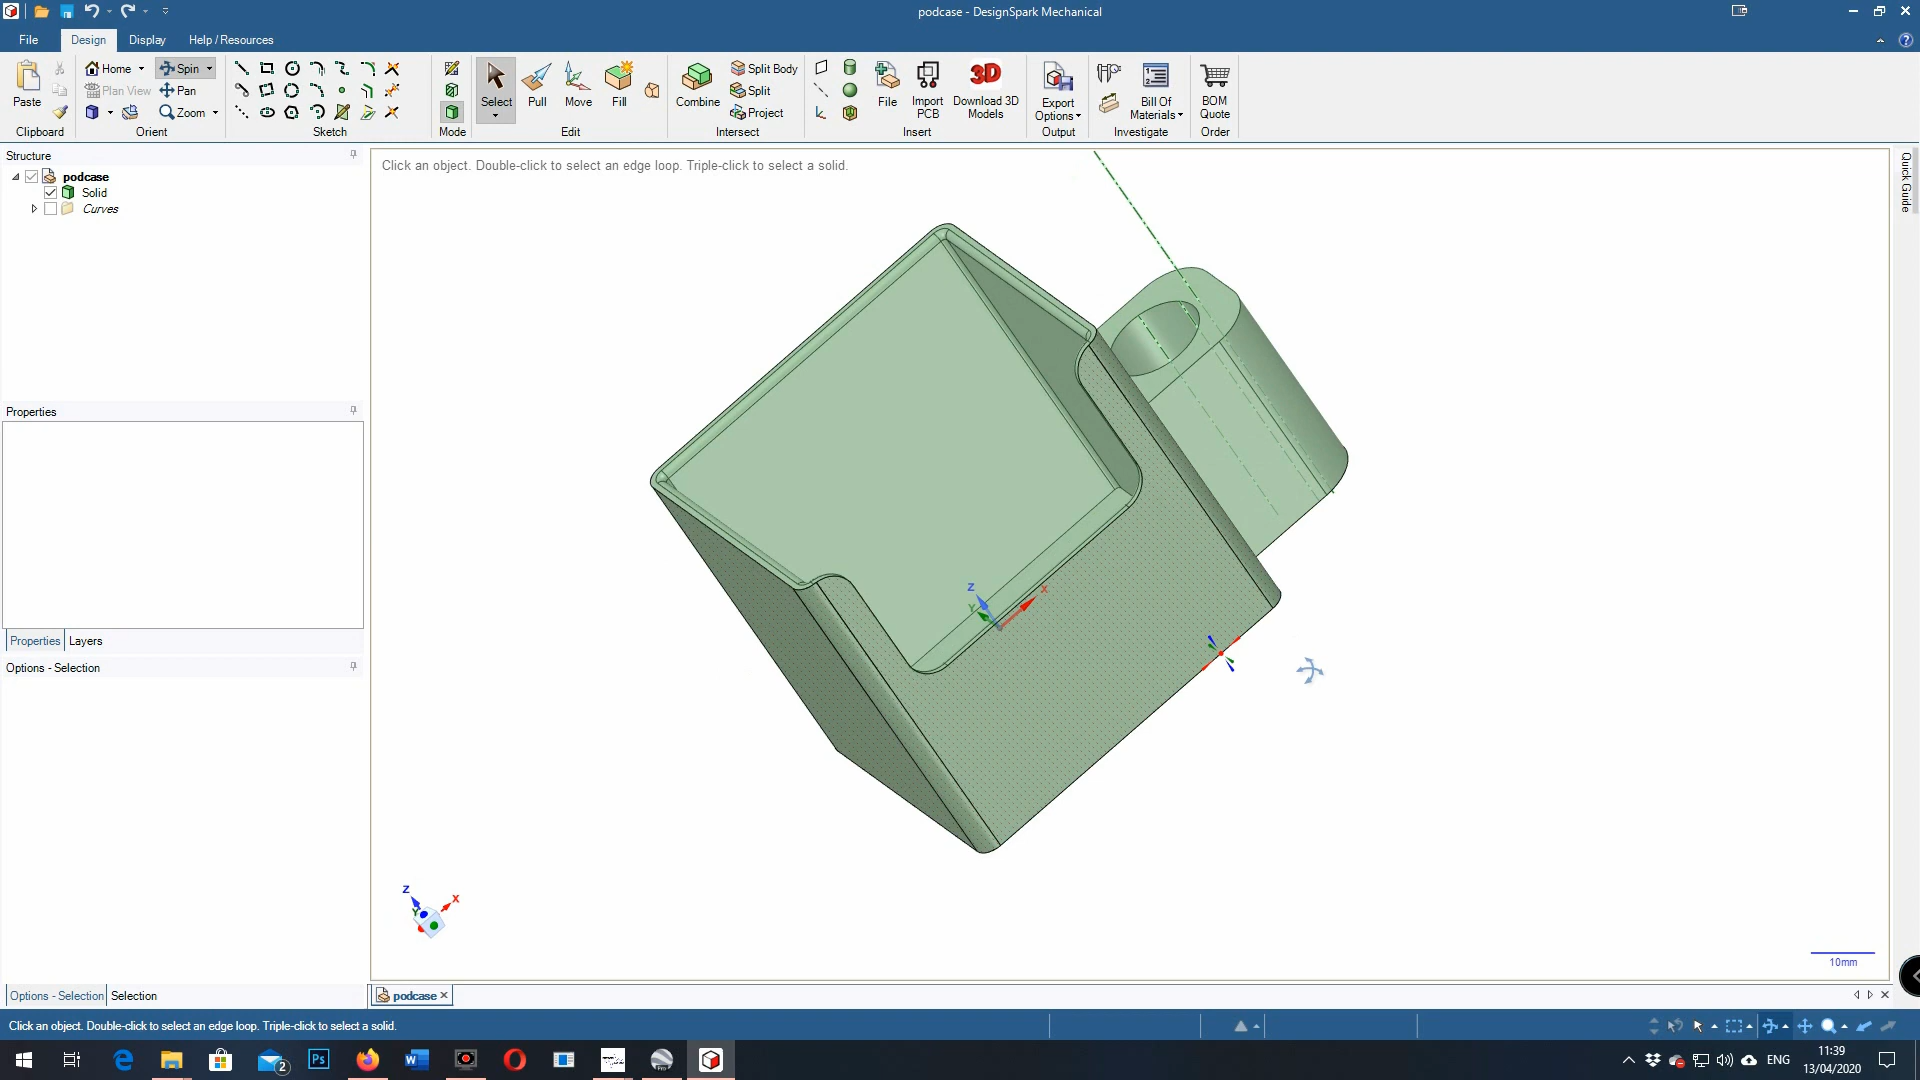 podcase - DesignSpark Mechanical
File Design Display Help / Resources
Paste
Home Spin
Plan View Pan
Zoom
Select Pull Move Fill
Combine
Split Body
Split
Project
File
Import PCB
Download 3D Models
3D
Export Options
Bill Of Materials
BOM Quote
Clipboard Orient Sketch Mode Edit Intersect Insert Output Investigate Order
Structure
podcase
Solid
Curves
Click an object. Double-click to select an edge loop. Triple-click to select a solid.
Quick Guide
Properties
Properties Layers
Options - Selection
Z
X
Y
Z
X
Y
10mm
Options - Selection Selection
podcase
Click an object. Double-click to select an edge loop. Triple-click to select a solid.
Ps
2
Pro
ENG
11:39
13/04/2020